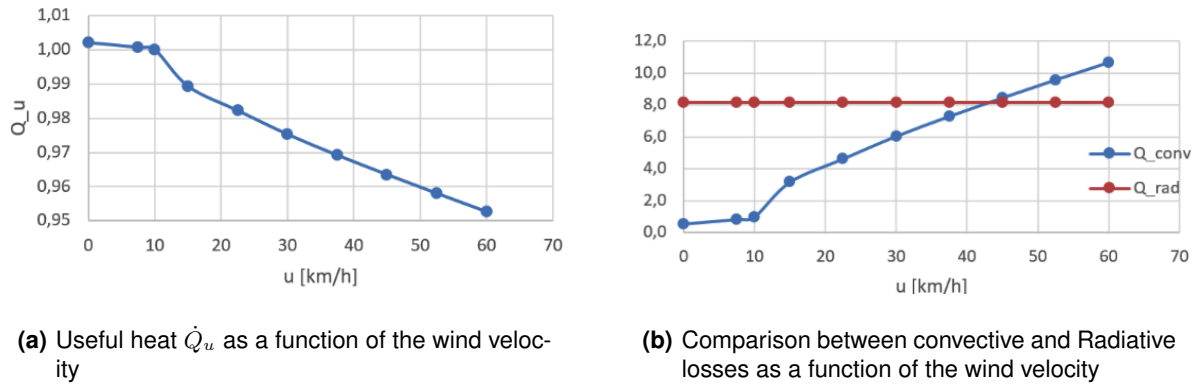 1,01
1,00
0,99
0,98
0,97
0,96
0,95
Q_u
0 10 20 30 40 50 60 70
u [km/h]
(a) Useful heat Q̇u as a function of the wind veloc-
ity
12,0
10,0
8,0
6,0
4,0
2,0
0,0
Q_conv
Q_rad
0 10 20 30 40 50 60 70
u [km/h]
(b) Comparison between convective and Radiative
losses as a function of the wind velocity